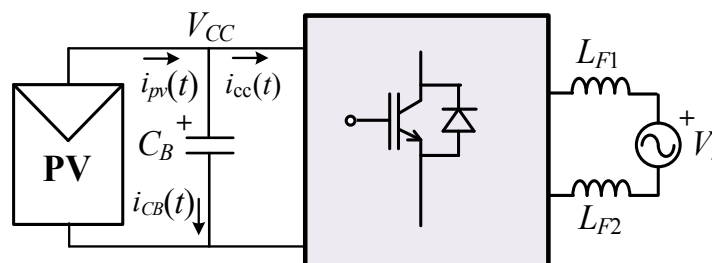 V_CC
i_pv(t) i_cc(t)
L_F1
+
+
PV
C_B
V
i_CB(t)
L_F2